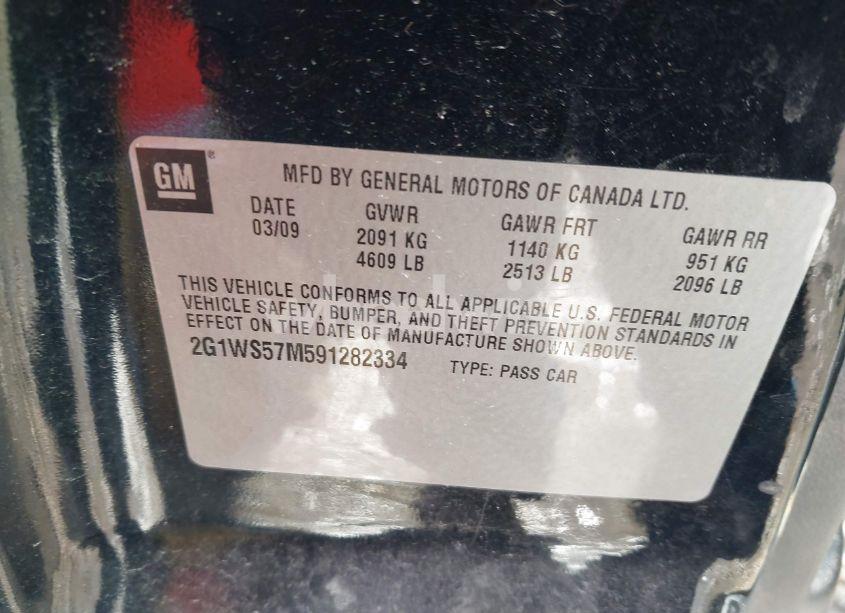 GM ®
MFD BY GENERAL MOTORS OF CANADA LTD.
DATE GVWR GAWR FRT GAWR RR
03/09 2091 KG 1140 KG 951 KG
4609 LB 2513 LB 2096 LB
THIS VEHICLE CONFORMS TO ALL APPLICABLE U.S. FEDERAL MOTOR
VEHICLE SAFETY, BUMPER, AND THEFT PREVENTION STANDARDS IN
EFFECT ON THE DATE OF MANUFACTURE SHOWN ABOVE.
2G1WS57M591282334 TYPE: PASS CAR